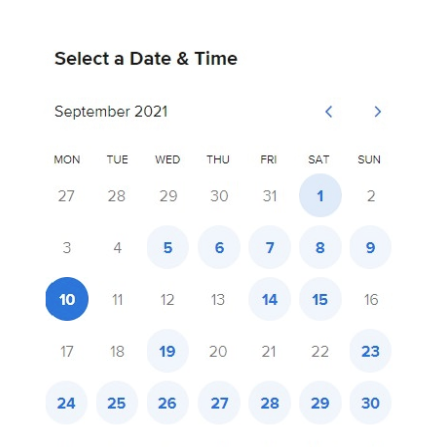 Select a Date & Time
September 2021
MON TUE WED THU FRI SAT SUN
27 28 29 30 31 1 2
3 4 5 6 7 8 9
10 11 12 13 14 15 16
17 18 19 20 21 22 23
24 25 26 27 28 29 30